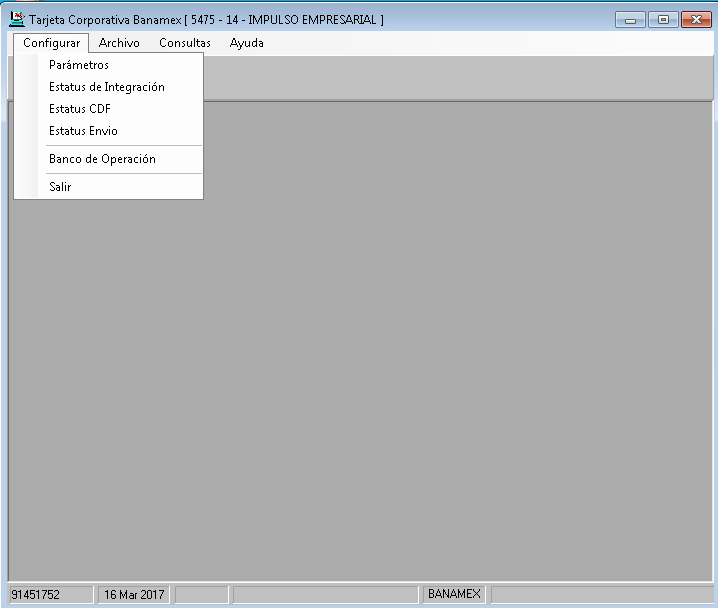 Tarjeta Corporativa Banamex [ 5475 - 14 - IMPULSO EMPRESARIAL ]
Configurar Archivo Consultas Ayuda
Parámetros
Estatus de Integración
Estatus CDF
Estatus Envio
Banco de Operación
Salir
91451752 16 Mar 2017 BANAMEX